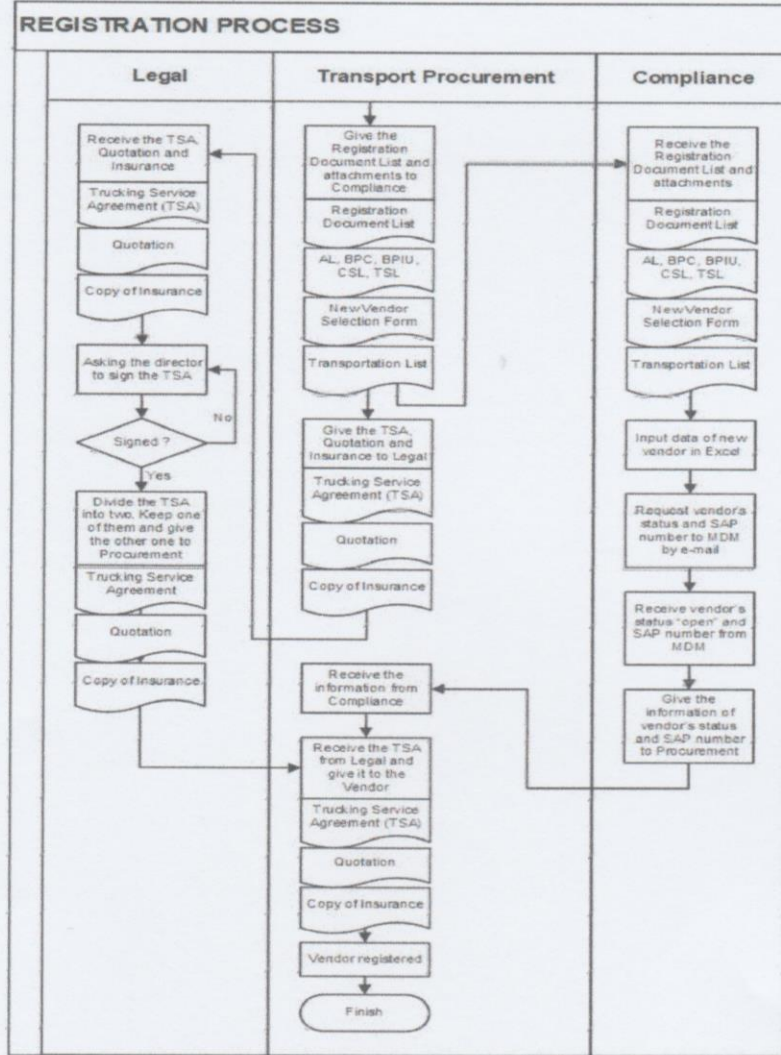 REGISTRATION PROCESS
Legal
Transport Procurement
Compliance
Receive the TSA,
Quotation and
Insurance
Trucking Service
Agreement (TSA)
Quotation
Copy of Insurance
Asking the director
to sign the TSA
No
Signed ?
Yes
Divide the TSA
into two. Keep one
of them and give
the other one to
Procurement
Trucking Service
Agreement
Quotation
Copy of Insurance
Give the
Registration
Document List and
attachments to
Compliance
Registration
Document List
AL, BPC, BPIU,
CSL, TSL
New Vendor
Selection Form
Transportation List
Give the TSA,
Quotation and
Insurance to Legal
Trucking Service
Agreement (TSA)
Quotation
Copy of Insurance
Receive the
information from
Compliance
Receive the TSA
from Legal and
give it to the
Vendor
Trucking Service
Agreement (TSA)
Quotation
Copy of Insurance
Vendor registered
Finish
Receive the
Registration
Document List and
attachments
Registration
Document List
AL, BPC, BPIU,
CSL, TSL
New Vendor
Selection Form
Transportation List
Input data of new
vendor in Excel
Request vendor's
status and SAP
number to MDM
by e-mail
Receive vendor's
status "open" and
SAP number from
MDM
Give the
information of
vendor's status
and SAP number
to Procurement